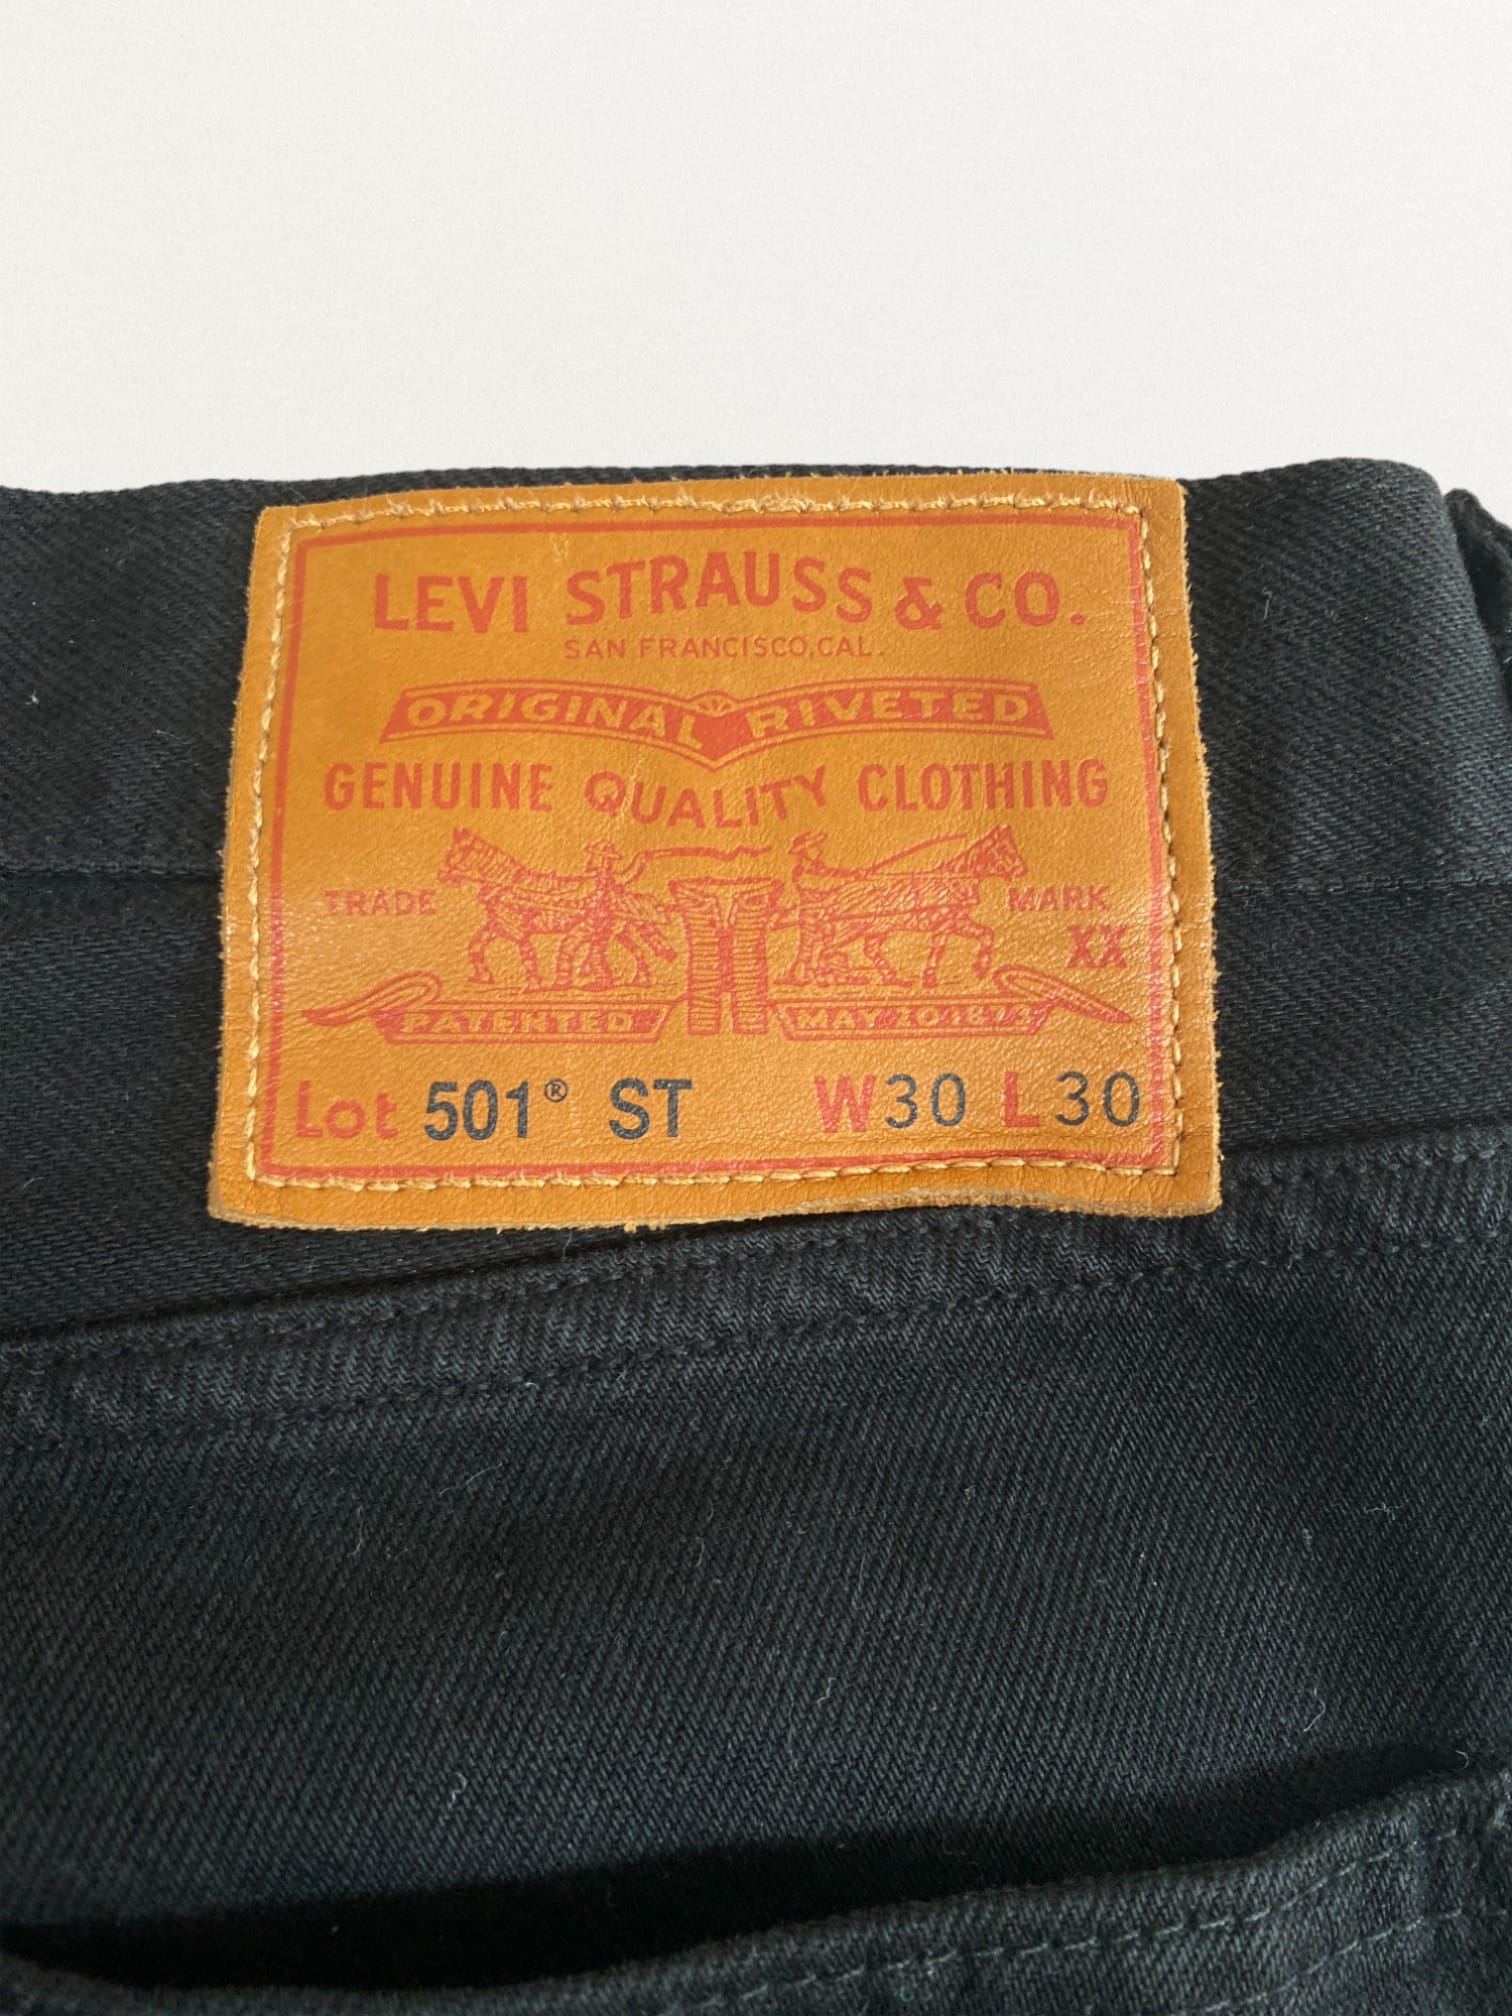 LEVI STRAUSS & CO.
SAN FRANCISCO, CAL.
ORIGINAL RIVETED
GENUINE QUALITY CLOTHING
TRADE MARK
XX
PATENTED MAY 20 1873
Lot 501® ST W30 L30